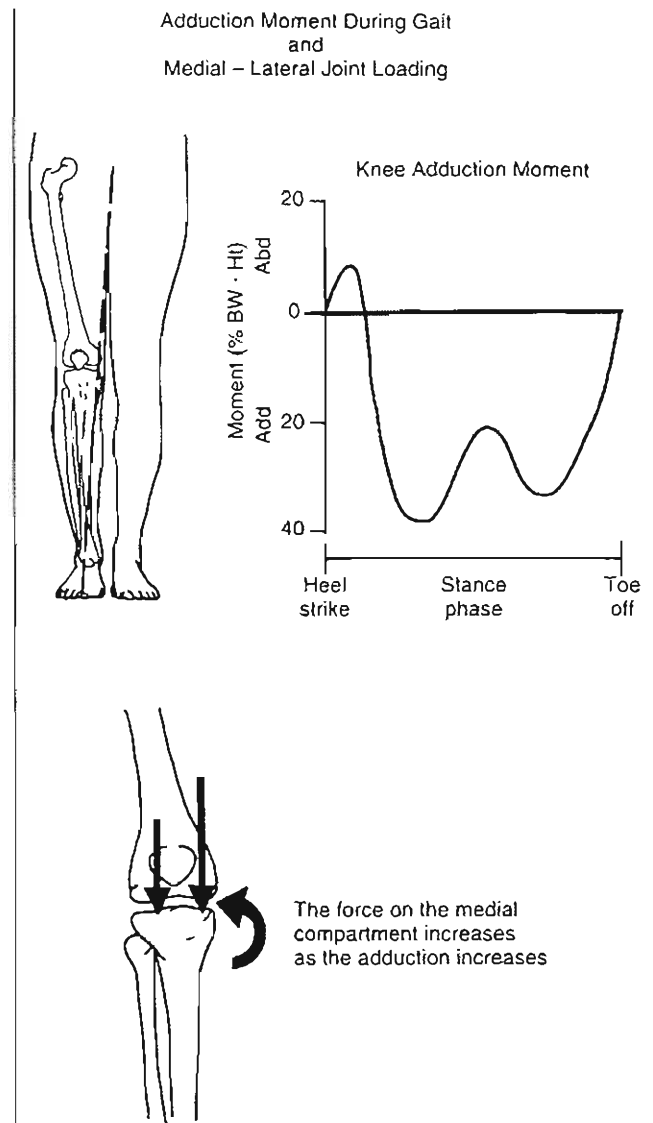 Adduction Moment During Gait
and
Medial – Lateral Joint Loading
Knee Adduction Moment
Moment (% BW · Ht)
Abd
Add
20
0
20
40
Heel
strike
Stance
phase
Toe
off
The force on the medial
compartment increases
as the adduction increases